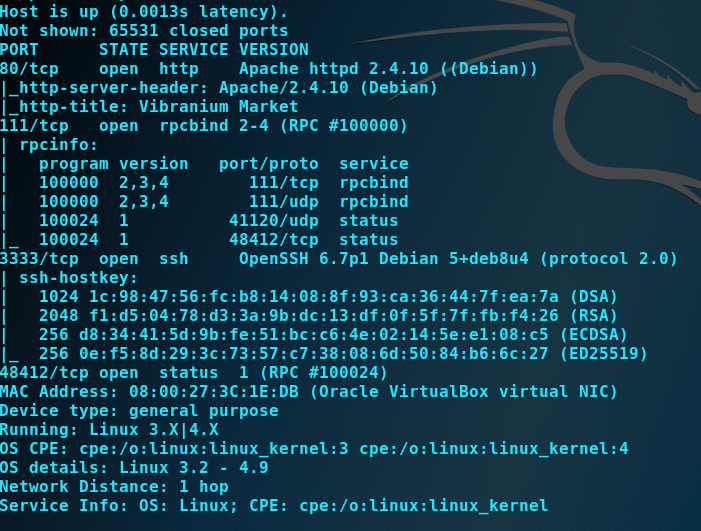 Host is up (0.0013s latency).
Not shown: 65531 closed ports
PORT      STATE SERVICE VERSION
80/tcp    open  http    Apache httpd 2.4.10 ((Debian))
|_http-server-header: Apache/2.4.10 (Debian)
|_http-title: Vibranium Market
111/tcp   open  rpcbind 2-4 (RPC #100000)
| rpcinfo:
|   program version   port/proto  service
|   100000  2,3,4        111/tcp  rpcbind
|   100000  2,3,4        111/udp  rpcbind
|   100024  1          41120/udp  status
|_  100024  1          48412/tcp  status
3333/tcp  open  ssh     OpenSSH 6.7p1 Debian 5+deb8u4 (protocol 2.0)
| ssh-hostkey:
|   1024 1c:98:47:56:fc:b8:14:08:8f:93:ca:36:44:7f:ea:7a (DSA)
|   2048 f1:d5:04:78:d3:3a:9b:dc:13:df:0f:5f:7f:fb:f4:26 (RSA)
|   256 d8:34:41:5d:9b:fe:51:bc:c6:4e:02:14:5e:e1:08:c5 (ECDSA)
|_  256 0e:f5:8d:29:3c:73:57:c7:38:08:6d:50:84:b6:6c:27 (ED25519)
48412/tcp open  status  1 (RPC #100024)
MAC Address: 08:00:27:3C:1E:DB (Oracle VirtualBox virtual NIC)
Device type: general purpose
Running: Linux 3.X|4.X
OS CPE: cpe:/o:linux:linux_kernel:3 cpe:/o:linux:linux_kernel:4
OS details: Linux 3.2 - 4.9
Network Distance: 1 hop
Service Info: OS: Linux; CPE: cpe:/o:linux:linux_kernel